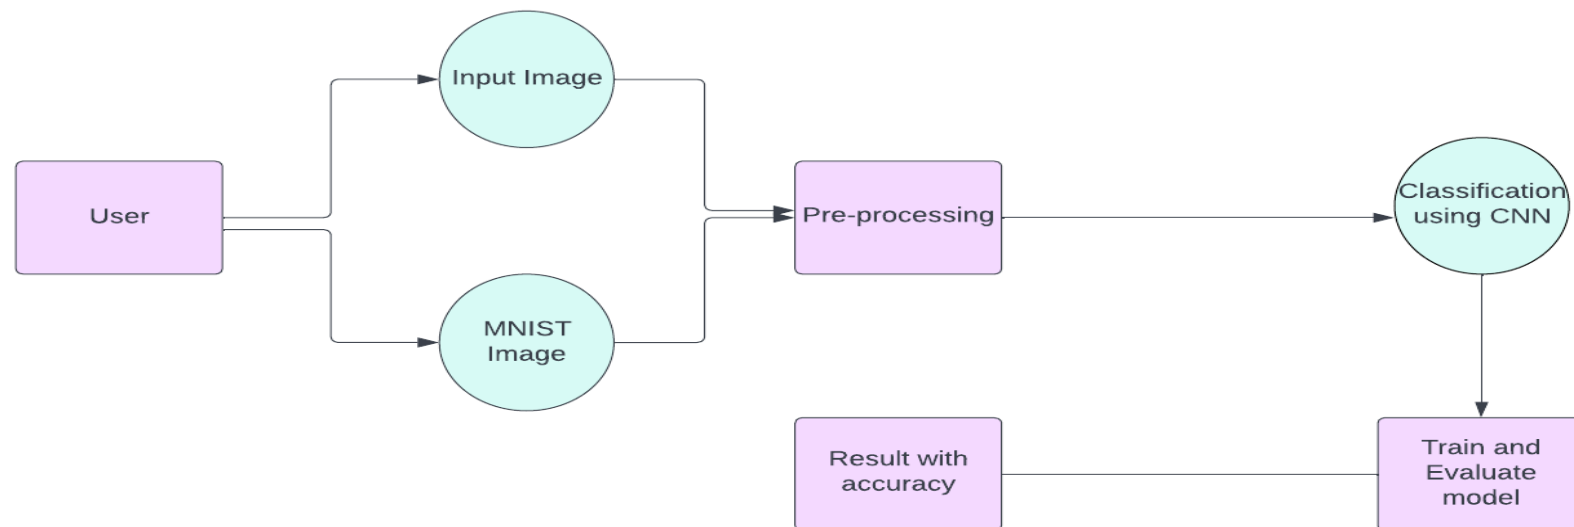 User
Input Image
MNIST
Image
Pre-processing
Classification
using CNN
Train and
Evaluate
model
Result with
accuracy